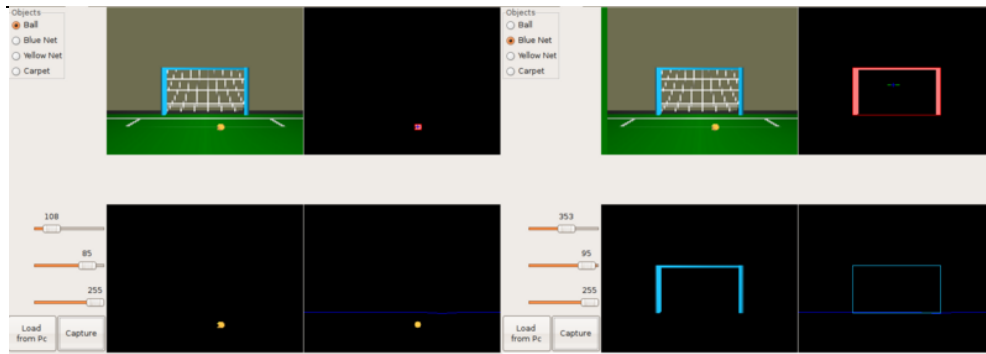 Objects
Ball
Blue Net
Yellow Net
Carpet
108
85
255
Load
from Pc
Capture
Objects
Ball
Blue Net
Yellow Net
Carpet
353
95
255
Load
from Pc
Capture